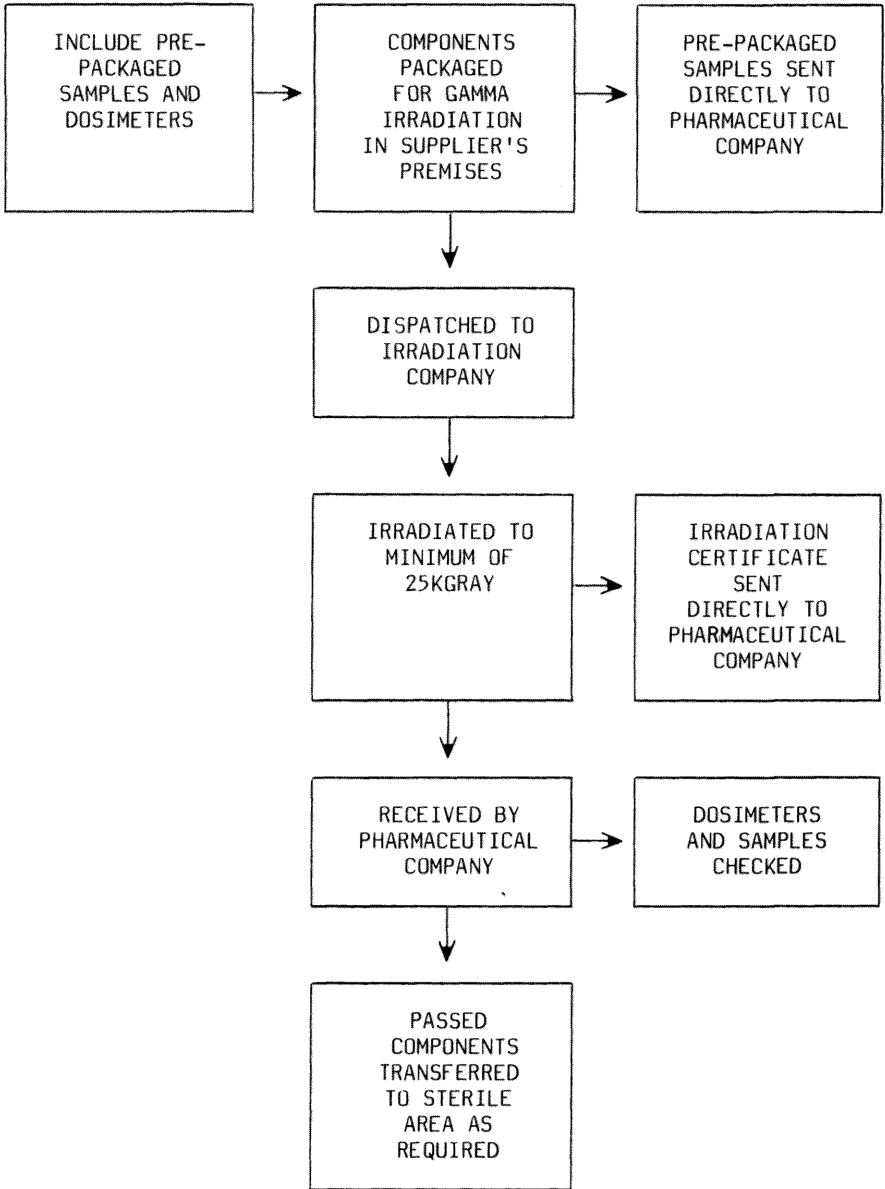 INCLUDE PRE-
PACKAGED
SAMPLES AND
DOSIMETERS
COMPONENTS
PACKAGED
FOR GAMMA
IRRADIATION
IN SUPPLIER'S
PREMISES
PRE-PACKAGED
SAMPLES SENT
DIRECTLY TO
PHARMACEUTICAL
COMPANY
DISPATCHED TO
IRRADIATION
COMPANY
IRRADIATED TO
MINIMUM OF
25KGRAY
IRRADIATION
CERTIFICATE
SENT
DIRECTLY TO
PHARMACEUTICAL
COMPANY
RECEIVED BY
PHARMACEUTICAL
COMPANY
DOSIMETERS
AND SAMPLES
CHECKED
PASSED
COMPONENTS
TRANSFERRED
TO STERILE
AREA AS
REQUIRED